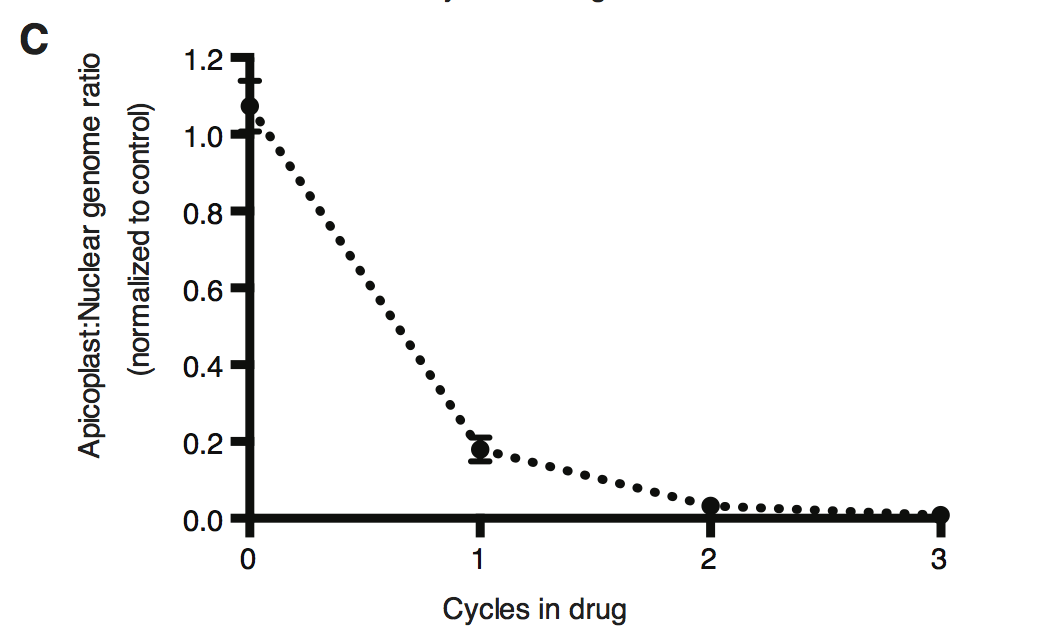 C
Apicoplast:Nuclear genome ratio
(normalized to control)
1.2
1.0
0.8
0.6
0.4
0.2
0.0
0 1 2 3
Cycles in drug